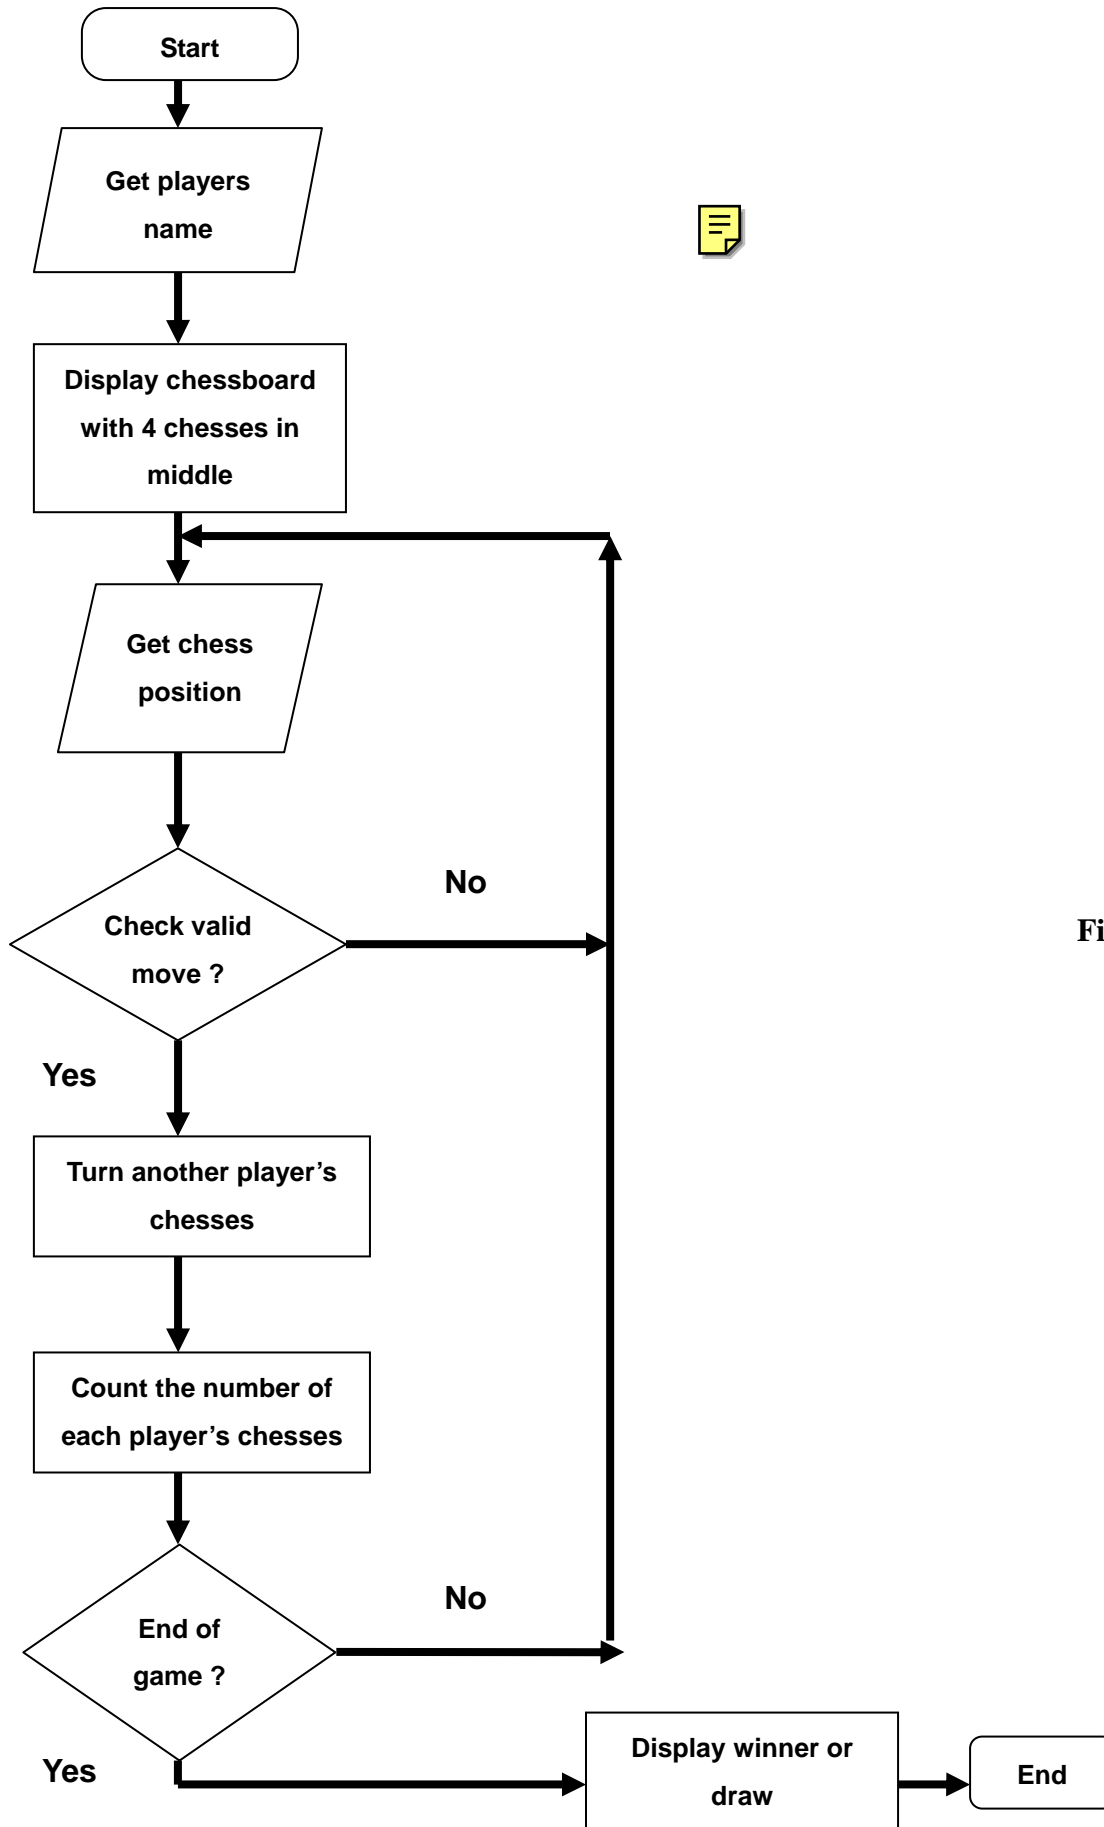 Start
Get players
name
Display chessboard
with 4 chesses in
middle
Get chess
position
No
Check valid
move ?
Fi
Yes
Turn another player’s
chesses
Count the number of
each player’s chesses
No
End of
game ?
Yes
Display winner or
draw
End